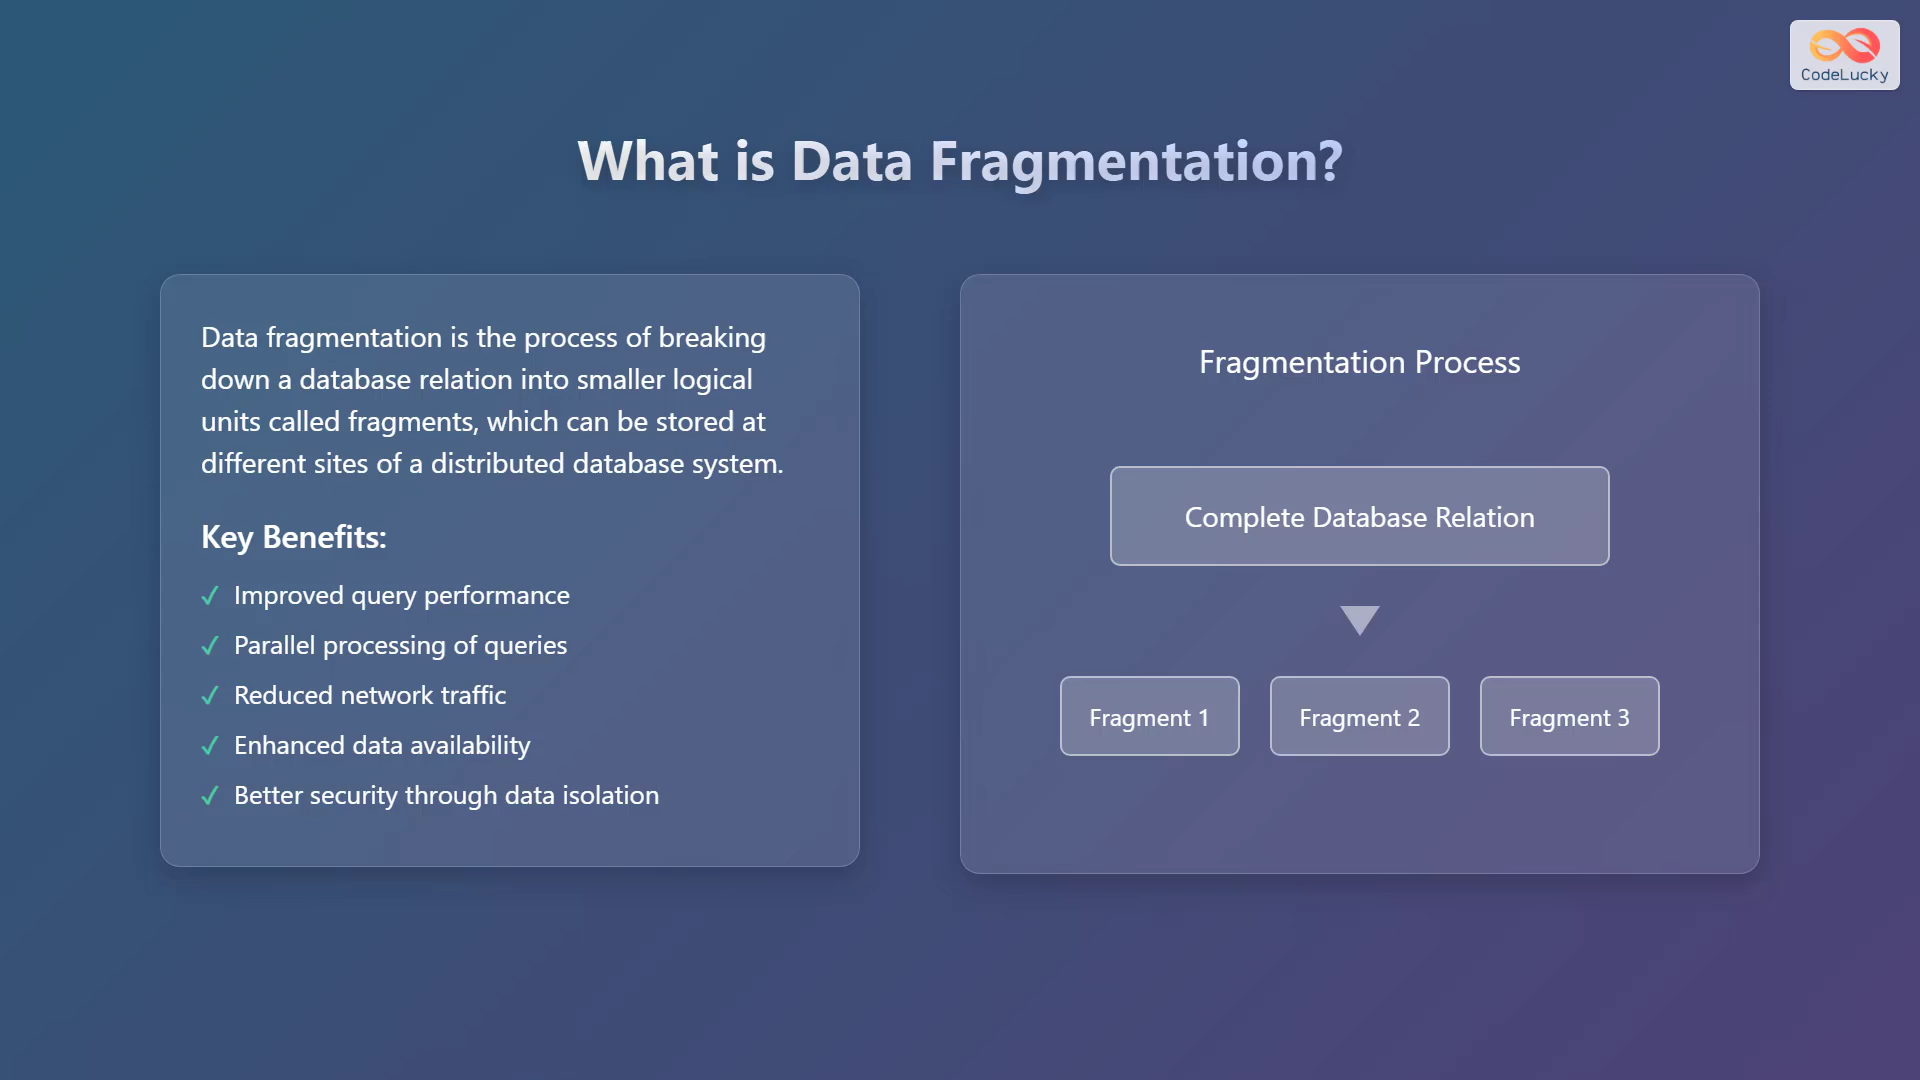 CodeLucky
What is Data Fragmentation?
Data fragmentation is the process of breaking
down a database relation into smaller logical
units called fragments, which can be stored at
different sites of a distributed database system.
Key Benefits:
✓ Improved query performance
✓ Parallel processing of queries
✓ Reduced network traffic
✓ Enhanced data availability
✓ Better security through data isolation
Fragmentation Process
Complete Database Relation
Fragment 1
Fragment 2
Fragment 3